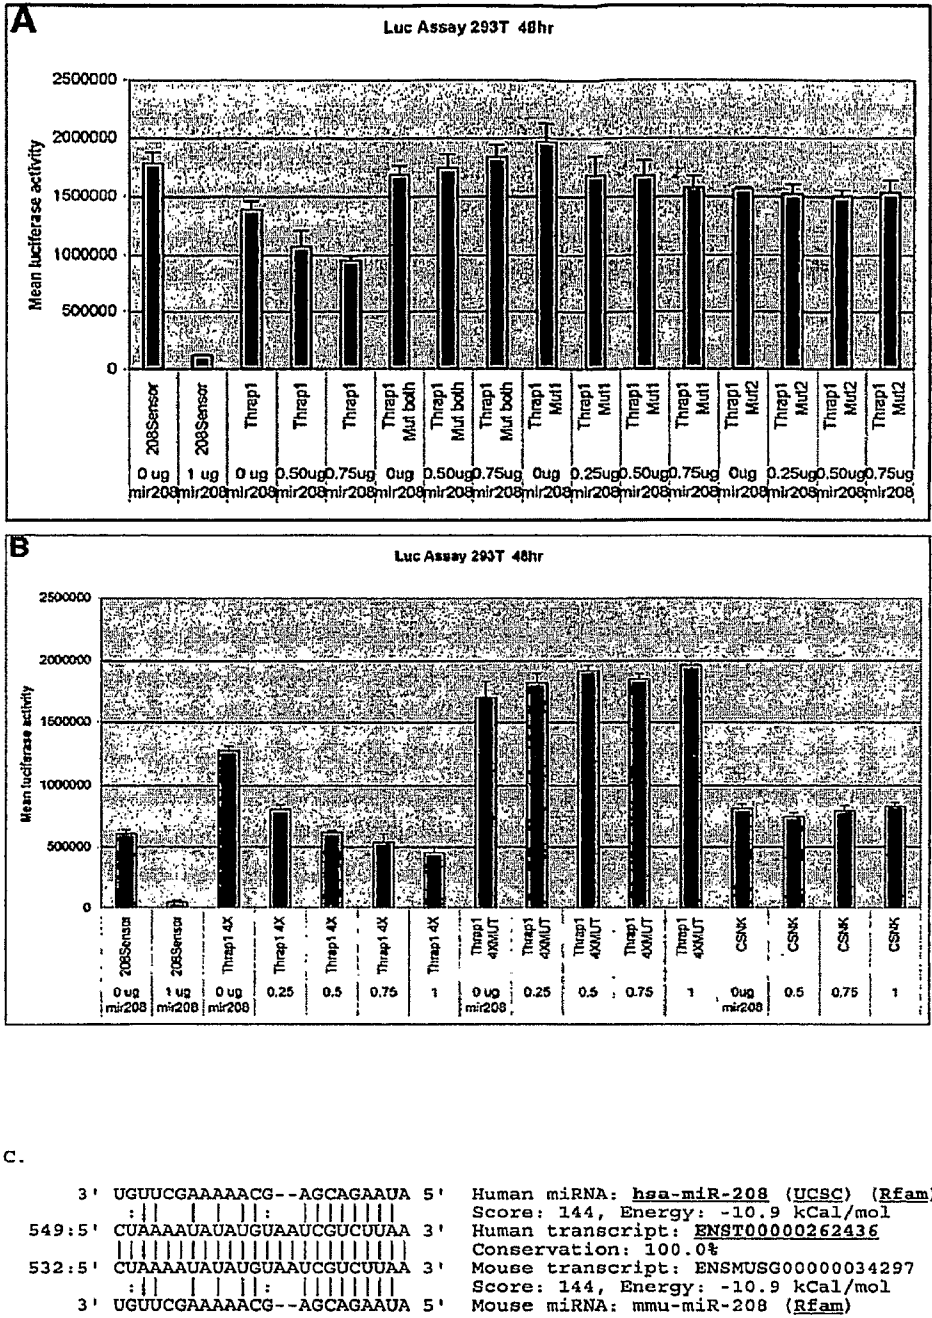 A
Luc Assay 293T 48hr
Mean luciferase activity
2500000
2000000
1500000
1000000
500000
0
208Sensor 208Sensor Thrap1 Thrap1 Thrap1 Thrap1 Mut both Thrap1 Mut both Thrap1 Mut both Thrap1 Mut1 Thrap1 Mut1 Thrap1 Mut1 Thrap1 Mut1 Thrap1 Mut2 Thrap1 Mut2 Thrap1 Mut2 Thrap1 Mut2
0 ug 1 ug 0 ug 0.50ug 0.75ug 0ug 0.50ug 0.75ug 0ug 0.25ug 0.50ug 0.75ug 0ug 0.25ug 0.50ug 0.75ug
mir208 mir208 mir208 mir208 mir208 mir208 mir208 mir208 mir208 mir208 mir208 mir208 mir208 mir208 mir208 mir208
B
Luc Assay 293T 48hr
Mean luciferase activity
2500000
2000000
1500000
1000000
500000
0
208Sensor 208Sensor Thrap1 4X Thrap1 4X Thrap1 4X Thrap1 4X Thrap1 4X Thrap1 4XMUT Thrap1 4XMUT Thrap1 4XMUT Thrap1 4XMUT Thrap1 4XMUT CSNK CSNK CSNK CSNK
0 ug 1 ug 0 ug 0.25 0.5 0.75 1 0 ug 0.25 0.5 0.75 1 0ug 0.5 0.75 1
mir208 mir208 mir208 mir208 mir208
C.
3' UGUUCGAAAAACG--AGCAGAAUA 5' Human miRNA: hsa-miR-208 (UCSC) (Rfam)
:|| | | ||: |||||||| Score: 144, Energy: -10.9 kCal/mol
549:5' CUAAAAUAUAUGUAAUCGUCUUAA 3' Human transcript: ENST00000262436
|||||||||||||||||||||||| Conservation: 100.0%
532:5' CUAAAAUAUAUGUAAUCGUCUUAA 3' Mouse transcript: ENSMUSG00000034297
:|| | | ||: |||||||| Score: 144, Energy: -10.9 kCal/mol
3' UGUUCGAAAAACG--AGCAGAAUA 5' Mouse miRNA: mmu-miR-208 (Rfam)